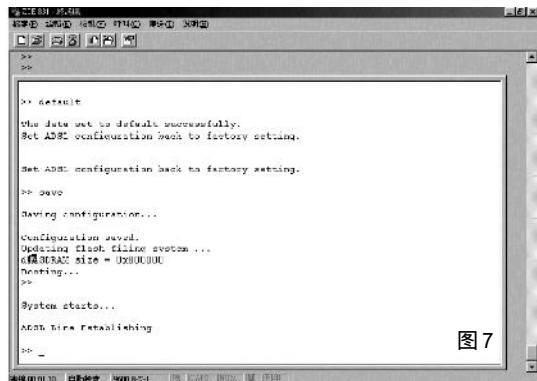 >>
>>
>> default
The data set to default successfully.
Set ADSL configuration back to factory setting.
Set ADSL configuration back to factory setting.
>> save
Saving configuration...
Configuration saved.
Updating flash filing system ...
SDRAM size = 0x800000
Booting...
>>
System starts...
ADSL Line Establishing
>> _
图7